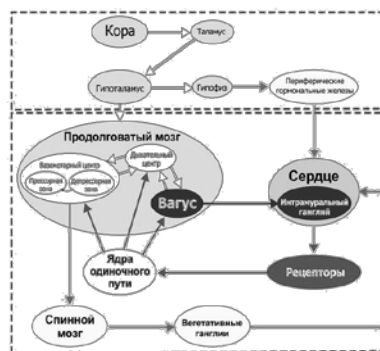 Кора
Таламус
Гипоталамус
Гипофиз
Периферические
гормональные железы
Продолговатый мозг
Дыхательный
центр
Вазомоторный центр
Прессорная
зона
Депрессорная
зона
Вагус
Сердце
Интрамуральный
ганглий
Ядра
одиночного
пути
Рецепторы
Спинной
мозг
Вегетативные
ганглии